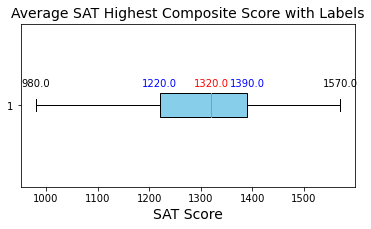 Average SAT Highest Composite Score with Labels
980.0 1220.0 1320.0 1390.0 1570.0
1
1000 1100 1200 1300 1400 1500
SAT Score